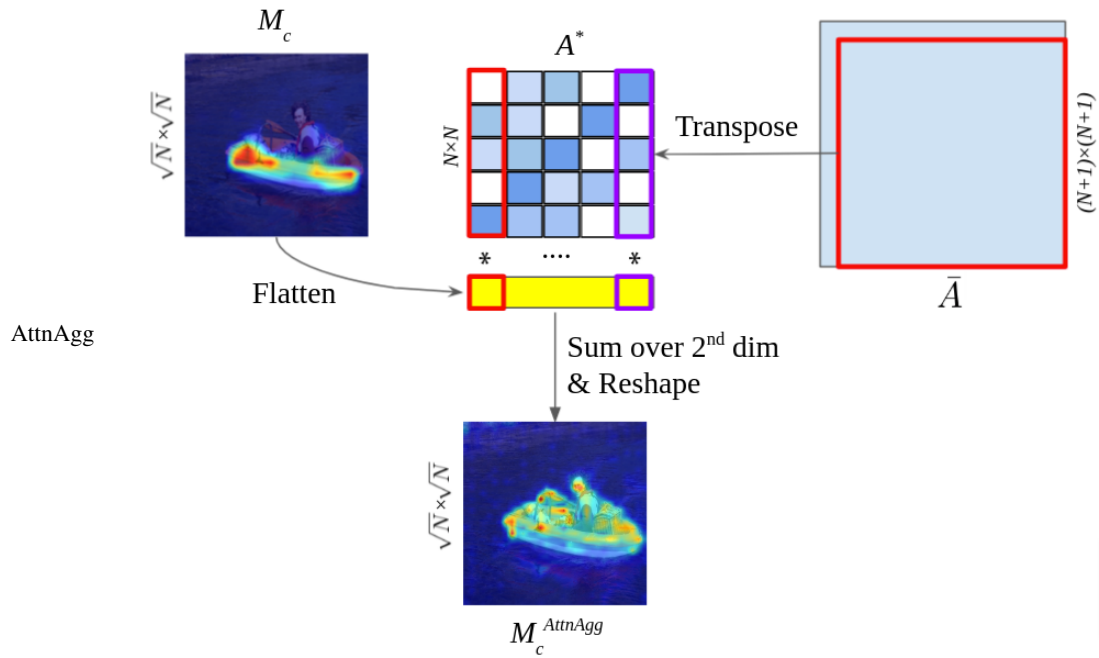 M_c
√N×√N
A*
N×N
Transpose
(N+1)×(N+1)
Ā
* .... *
Flatten
AttnAgg
Sum over 2nd dim
& Reshape
√N×√N
M_c^AttnAgg